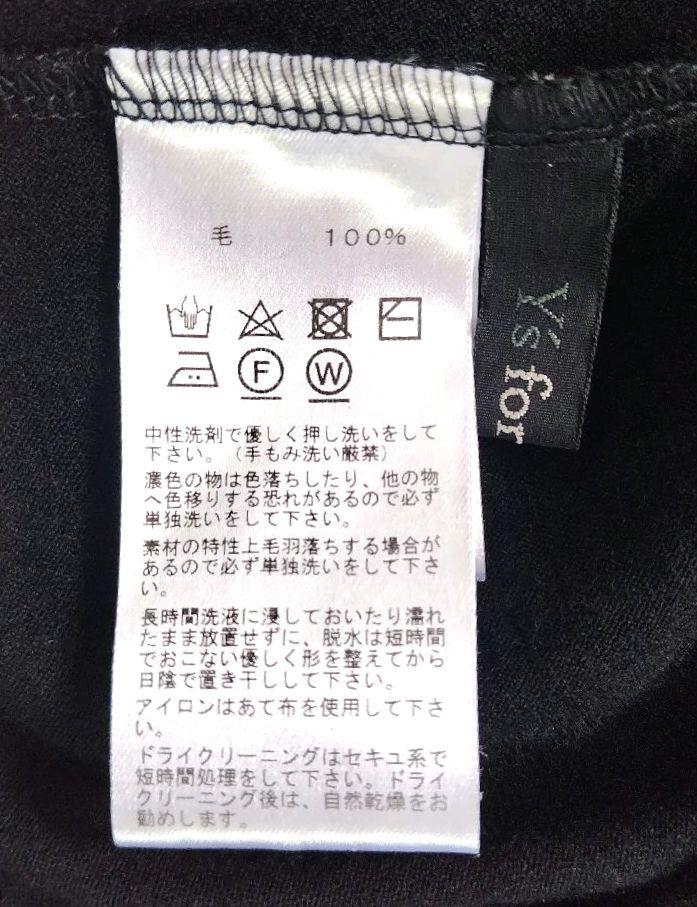 毛 100%
F W
中性洗剤で優しく押し洗いをして
下さい。（手もみ洗い厳禁）
濃色の物は色落ちしたり、他の物
へ色移りする恐れがあるので必ず
単独洗いをして下さい。
素材の特性上毛羽落ちする場合が
あるので必ず単独洗いをして下さ
い。
長時間洗液に浸しておいたり濡れ
たまま放置せずに、脱水は短時間
でおこない優しく形を整えてから
日陰で置き干しして下さい。
アイロンはあて布を使用して下さ
い。
ドライクリーニングはセキュ系で
短時間処理をして下さい。ドライ
クリーニング後は、自然乾燥をお
勧めします。
Y's for